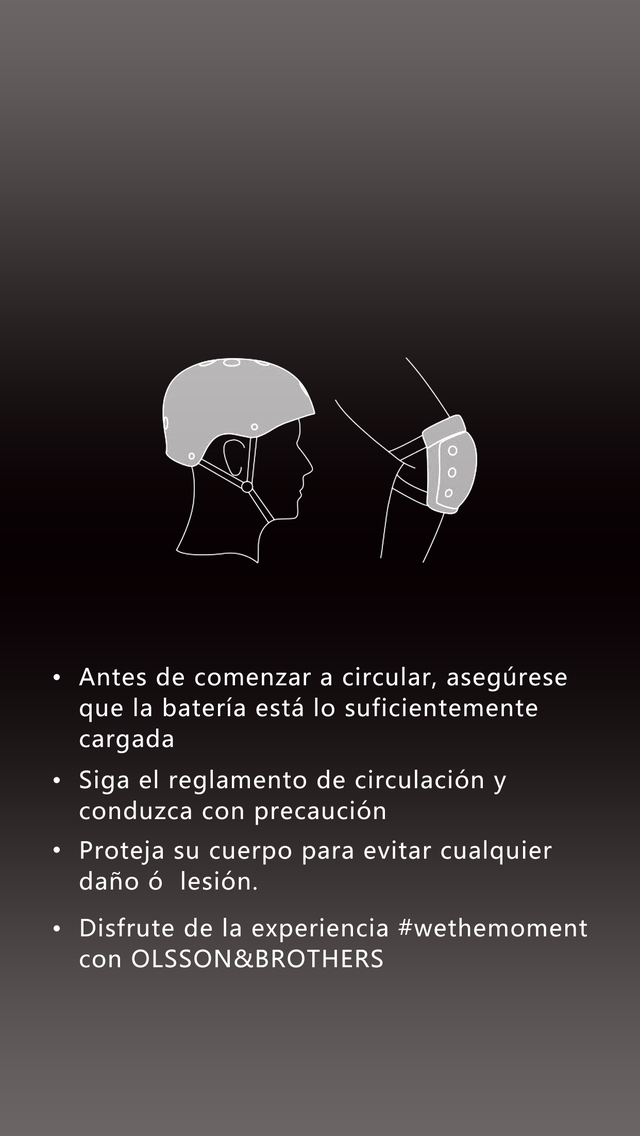 • Antes de comenzar a circular, asegúrese
que la batería está lo suficientemente
cargada
• Siga el reglamento de circulación y
conduzca con precaución
• Proteja su cuerpo para evitar cualquier
daño ó  lesión.
• Disfrute de la experiencia #wethemoment
con OLSSON&BROTHERS